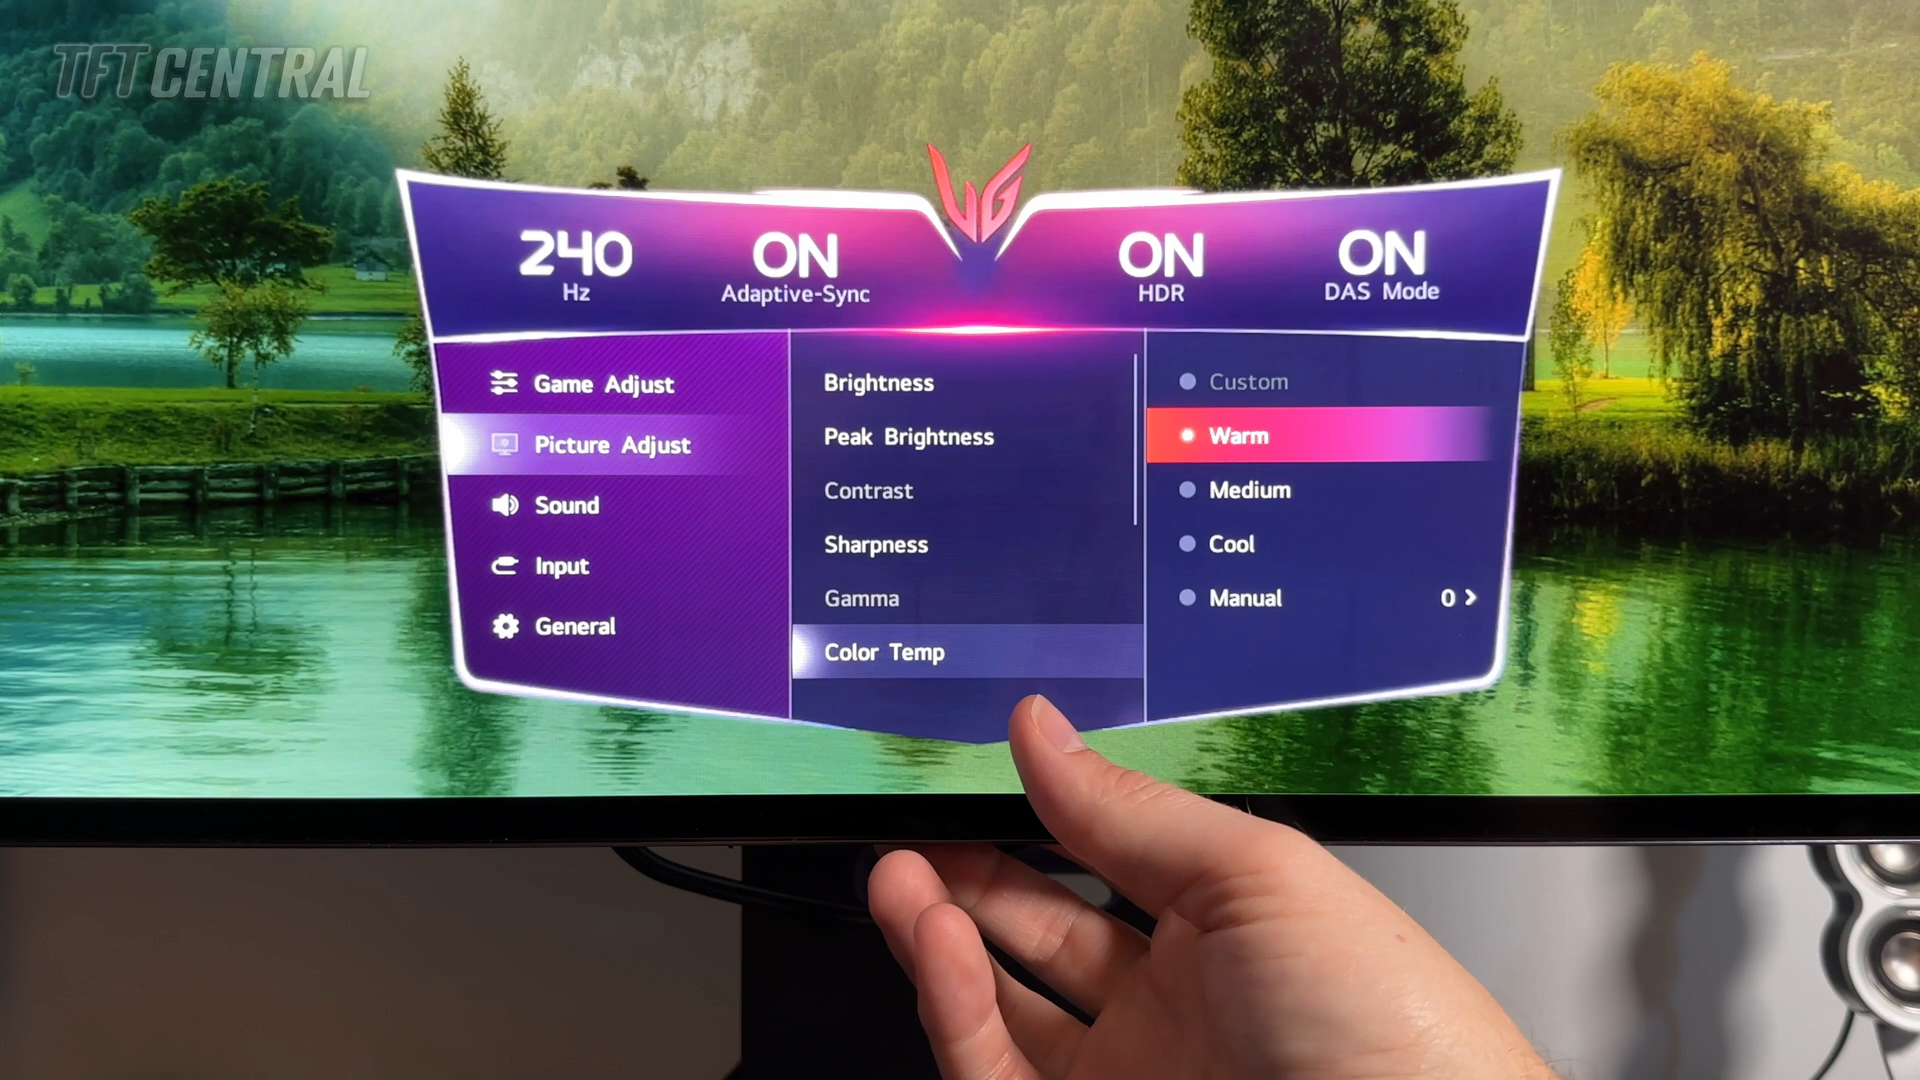 TFT CENTRAL
UG
240
Hz
ON
Adaptive-Sync
ON
HDR
ON
DAS Mode
Game Adjust
Picture Adjust
Sound
Input
General
Brightness
Peak Brightness
Contrast
Sharpness
Gamma
Color Temp
Custom
Warm
Medium
Cool
Manual 0 >